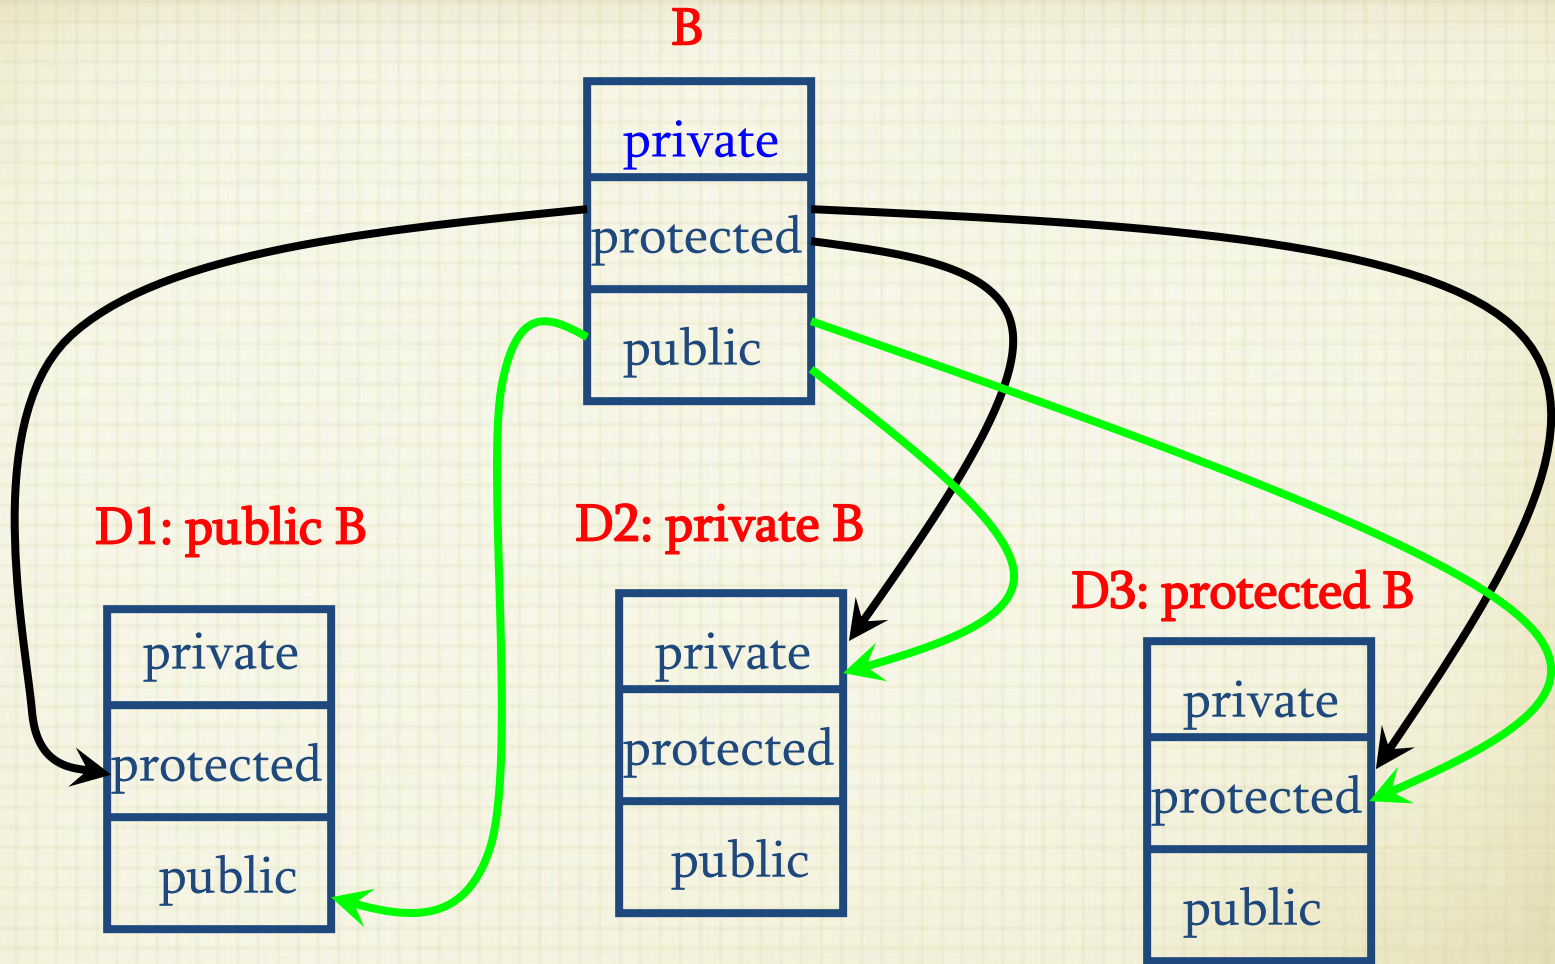 B
private
protected
public
D1: public B
private
protected
public
D2: private B
private
protected
public
D3: protected B
private
protected
public